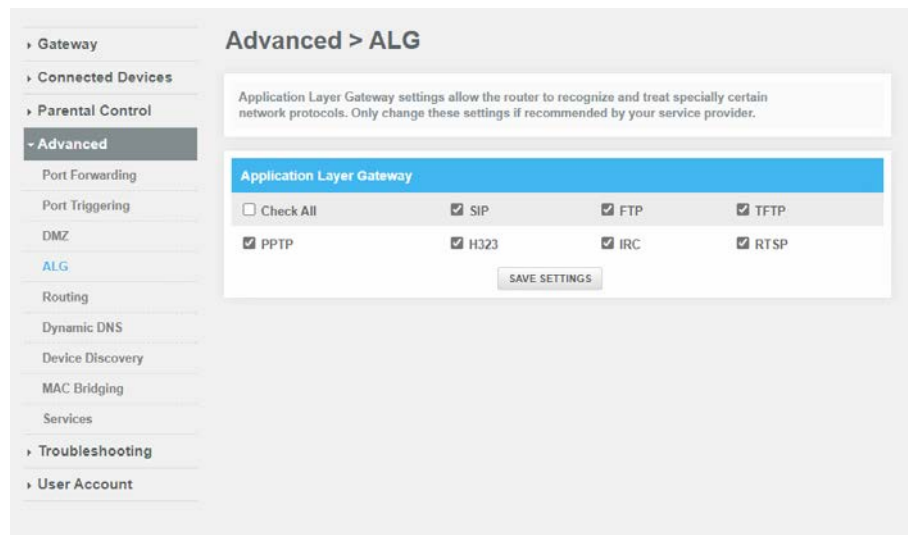 Gateway
Connected Devices
Parental Control
Advanced
Port Forwarding
Port Triggering
DMZ
ALG
Routing
Dynamic DNS
Device Discovery
MAC Bridging
Services
Troubleshooting
User Account
Advanced > ALG
Application Layer Gateway settings allow the router to recognize and treat specially certain
network protocols. Only change these settings if recommended by your service provider.
Application Layer Gateway
Check All SIP FTP TFTP
PPTP H323 IRC RTSP
SAVE SETTINGS